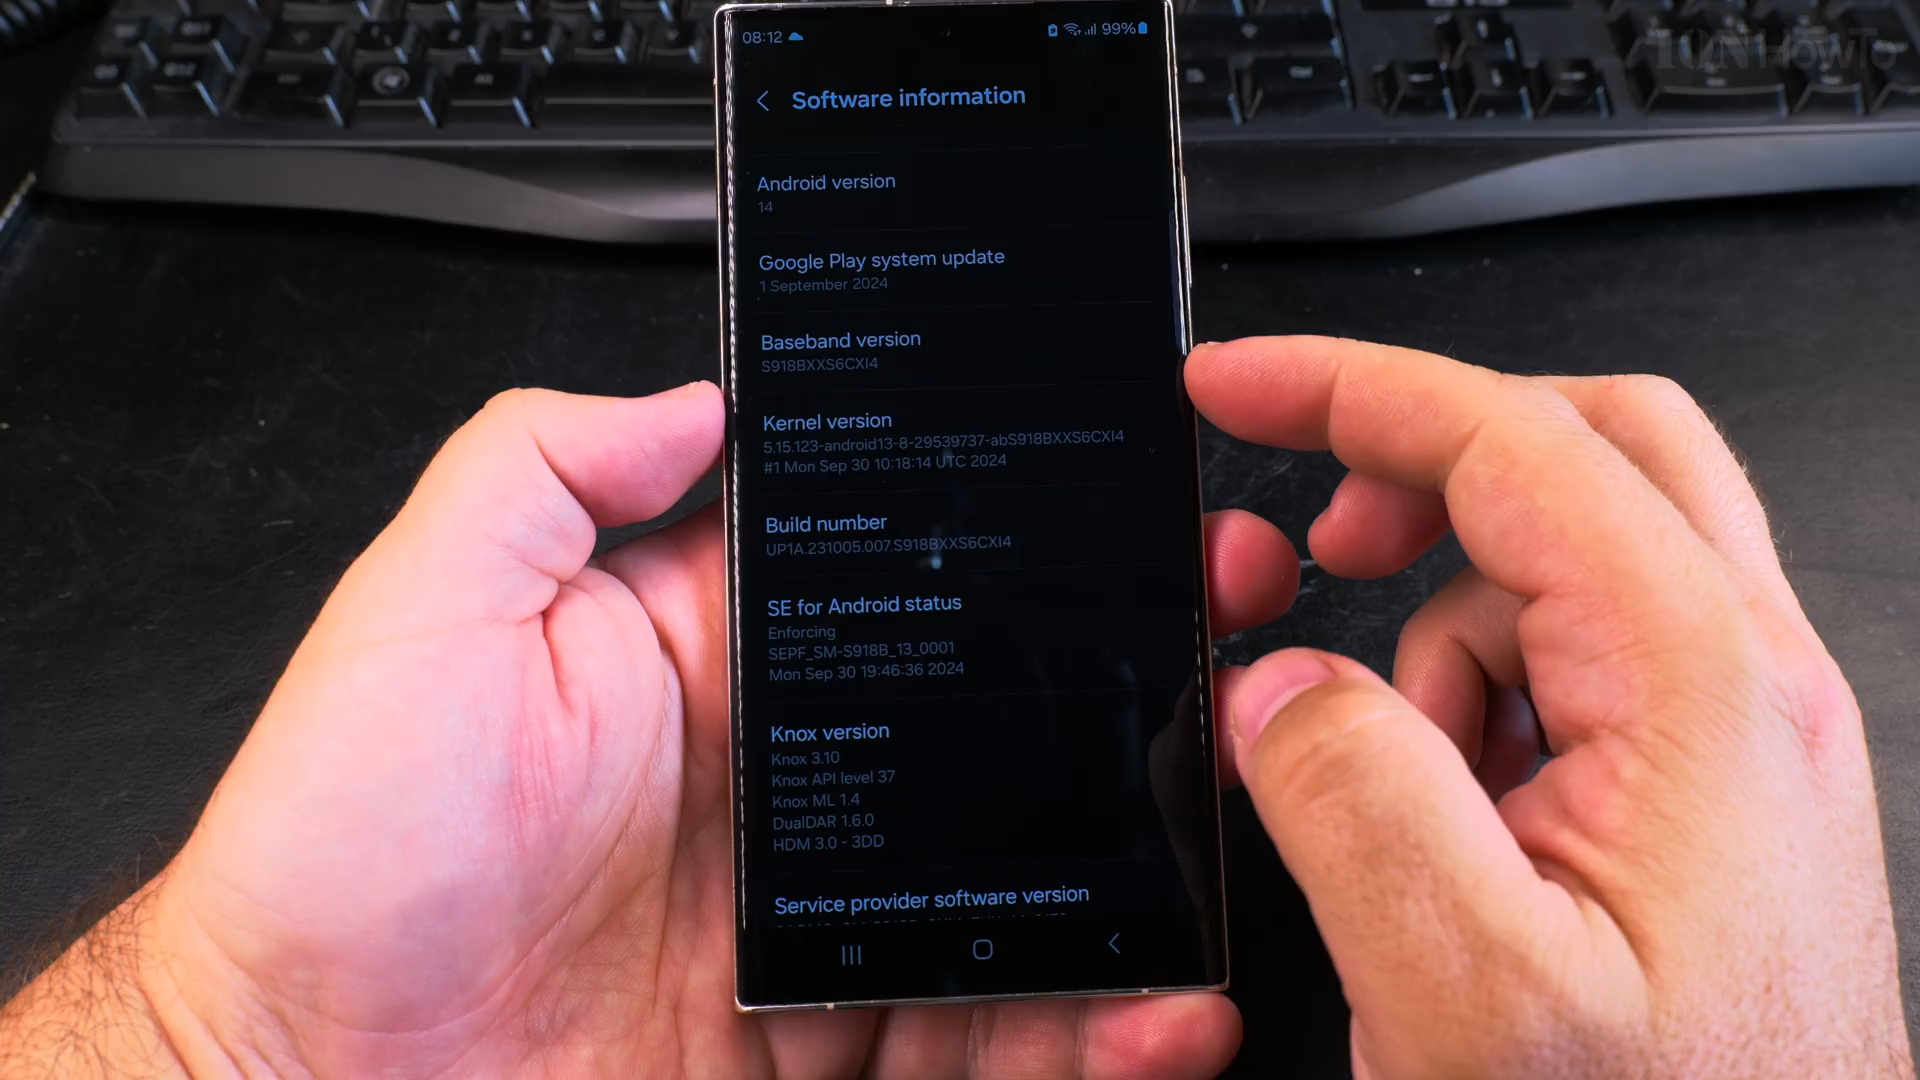 IONHowTo
08:12 99%
Software information
Android version
14
Google Play system update
1 September 2024
Baseband version
S918BXXS6CXI4
Kernel version
5.15.123-android13-8-29539737-abS918BXXS6CXI4
#1 Mon Sep 30 10:18:14 UTC 2024
Build number
UP1A.231005.007.S918BXXS6CXI4
SE for Android status
Enforcing
SEPF_SM-S918B_13_0001
Mon Sep 30 19:46:36 2024
Knox version
Knox 3.10
Knox API level 37
Knox ML 1.4
DualDAR 1.6.0
HDM 3.0 - 3DD
Service provider software version